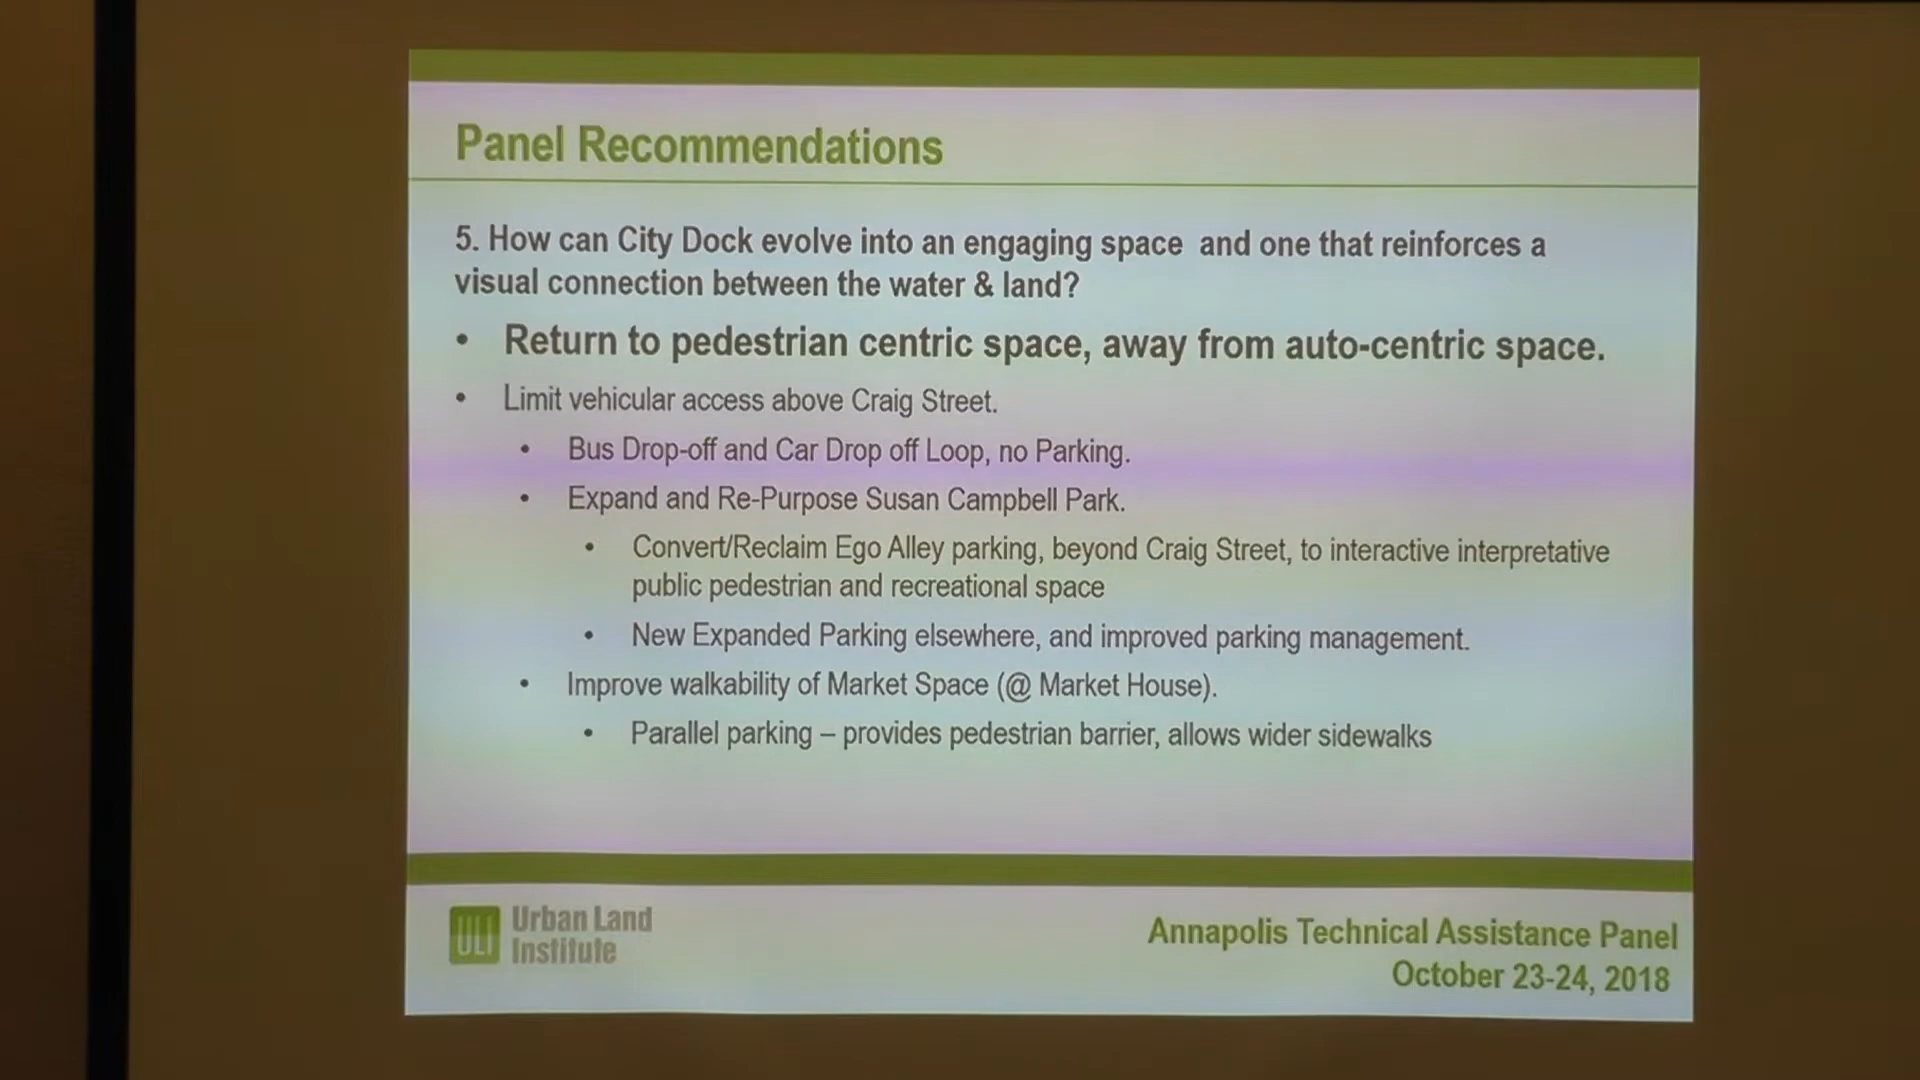 Panel Recommendations
5. How can City Dock evolve into an engaging space and one that reinforces a
visual connection between the water & land?
• Return to pedestrian centric space, away from auto-centric space.
• Limit vehicular access above Craig Street.
• Bus Drop-off and Car Drop off Loop, no Parking.
• Expand and Re-Purpose Susan Campbell Park.
• Convert/Reclaim Ego Alley parking, beyond Craig Street, to interactive interpretative
public pedestrian and recreational space
• New Expanded Parking elsewhere, and improved parking management.
• Improve walkability of Market Space (@ Market House).
• Parallel parking – provides pedestrian barrier, allows wider sidewalks
ULI Urban Land
Institute
Annapolis Technical Assistance Panel
October 23-24, 2018